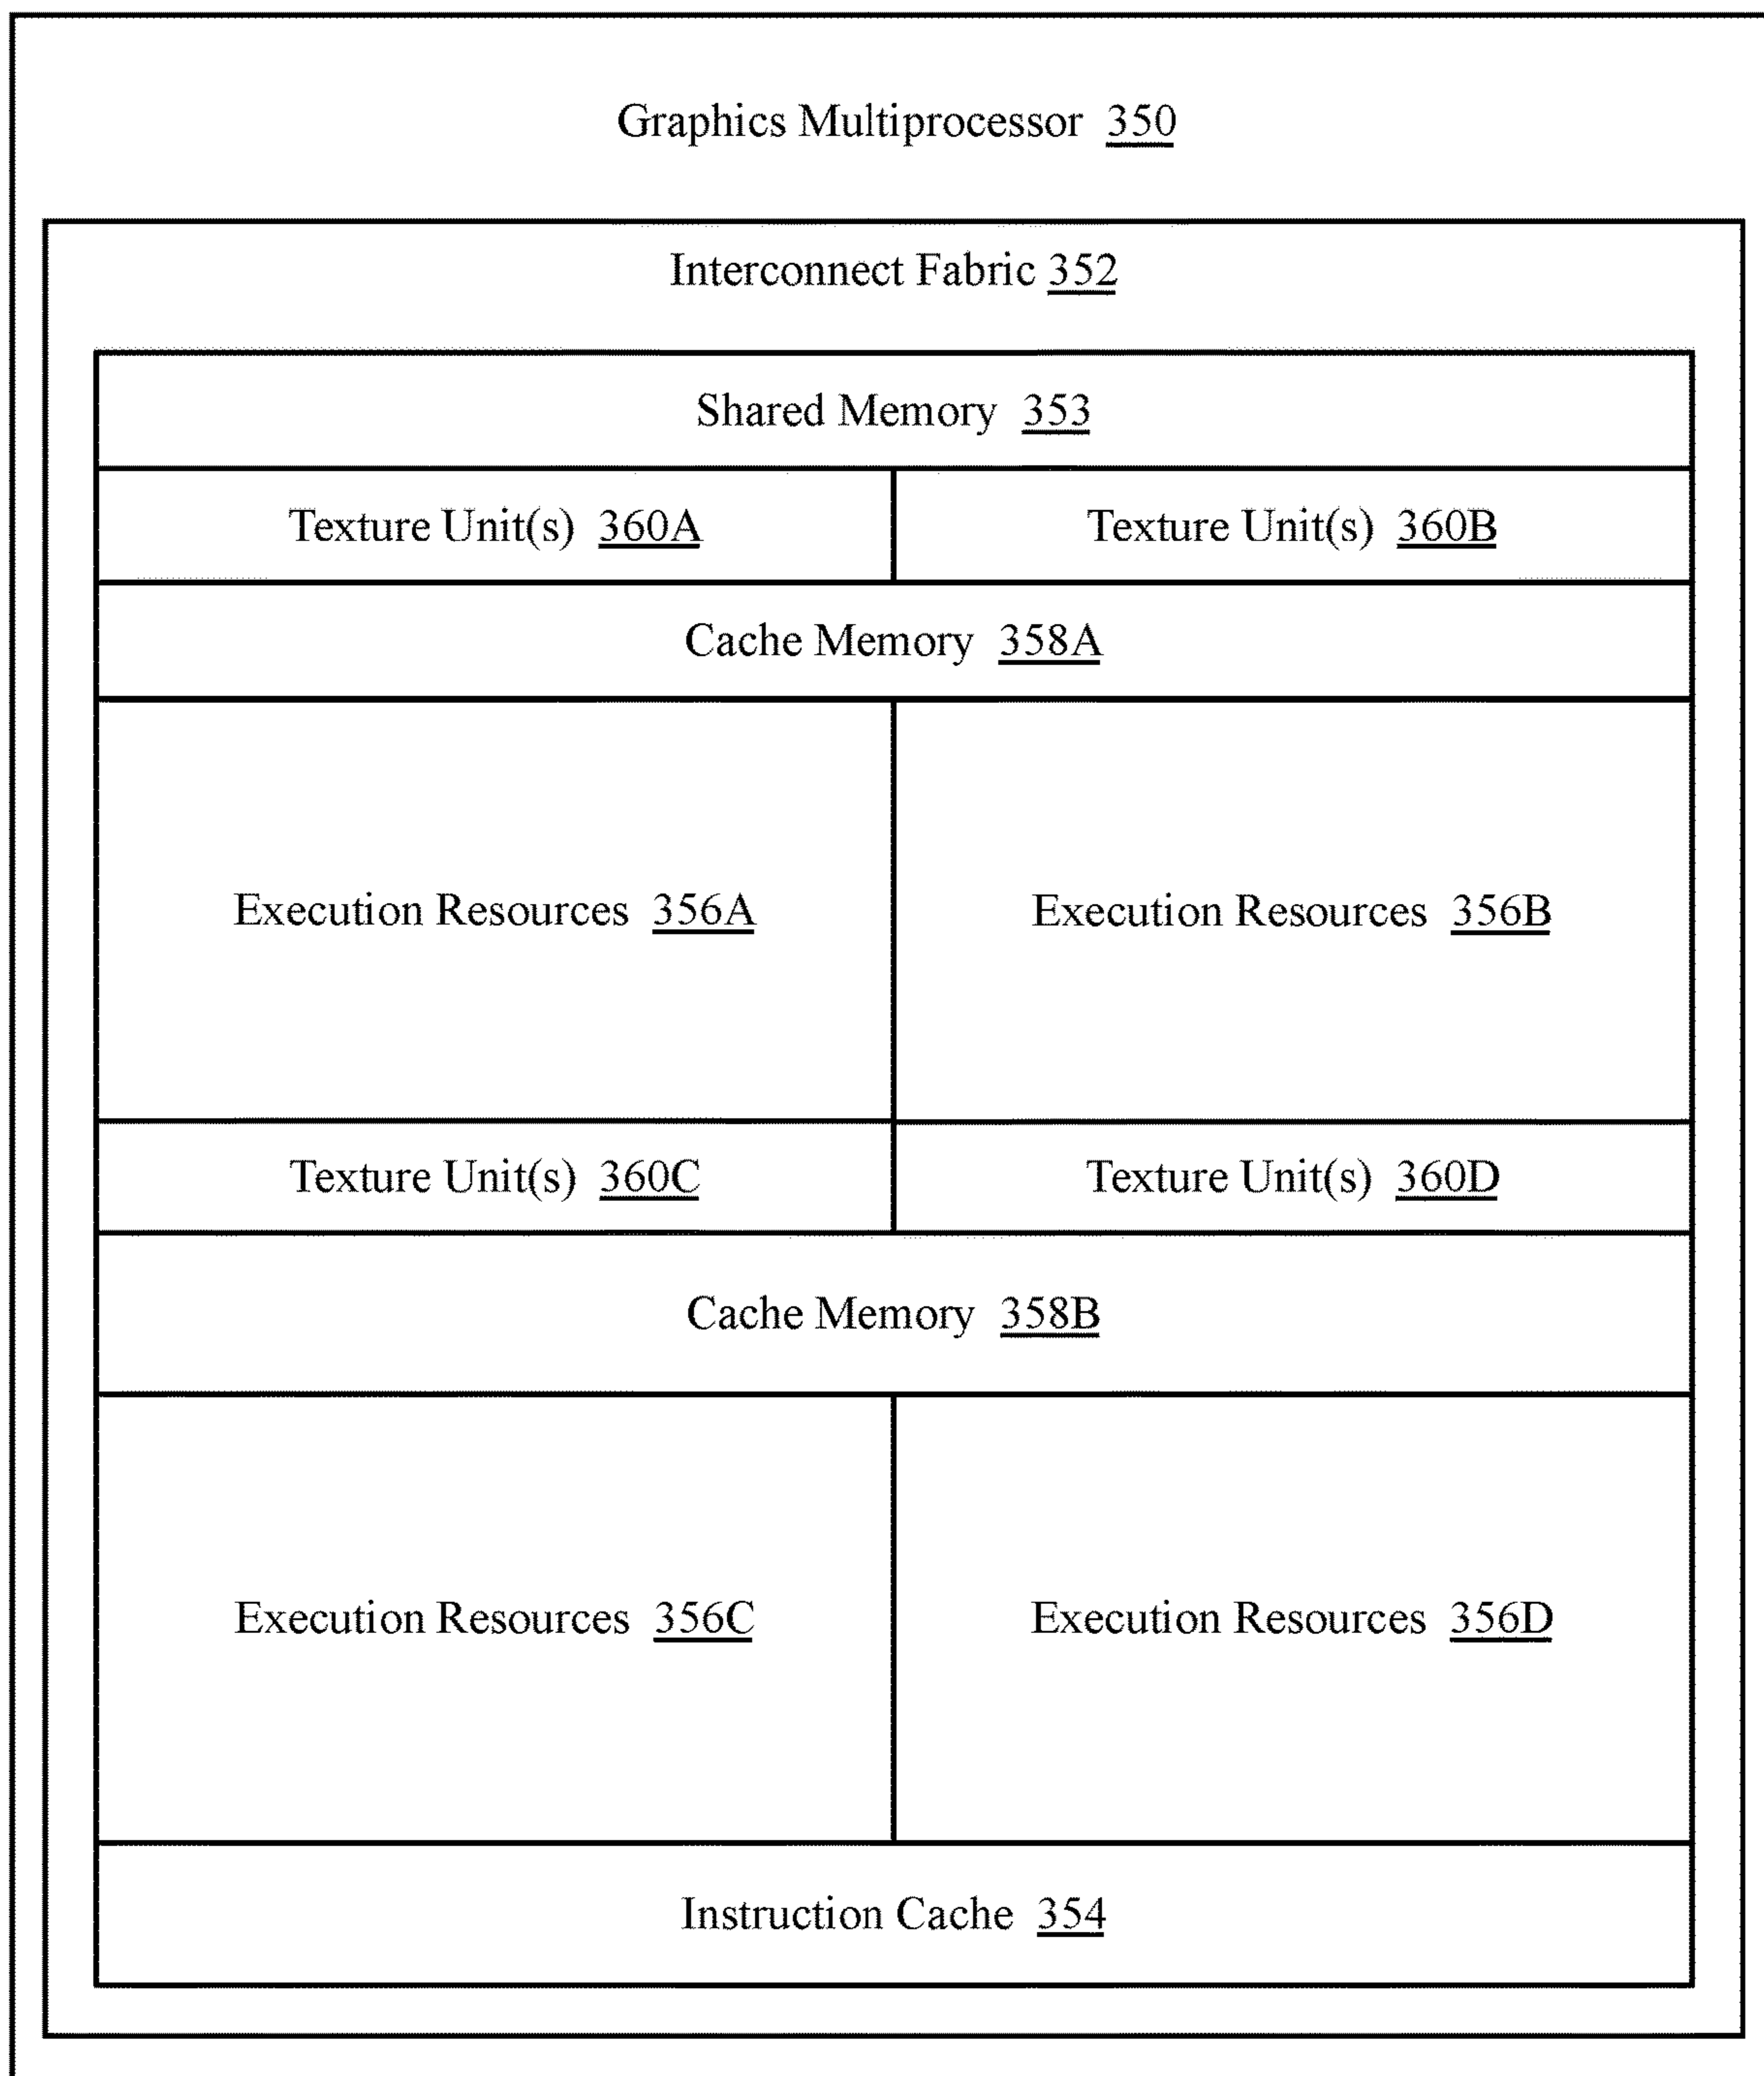 Graphics Multiprocessor 350
Interconnect Fabric 352
Shared Memory 353
Texture Unit(s) 360A
Texture Unit(s) 360B
Cache Memory 358A
Execution Resources 356A
Execution Resources 356B
Texture Unit(s) 360C
Texture Unit(s) 360D
Cache Memory 358B
Execution Resources 356C
Execution Resources 356D
Instruction Cache 354